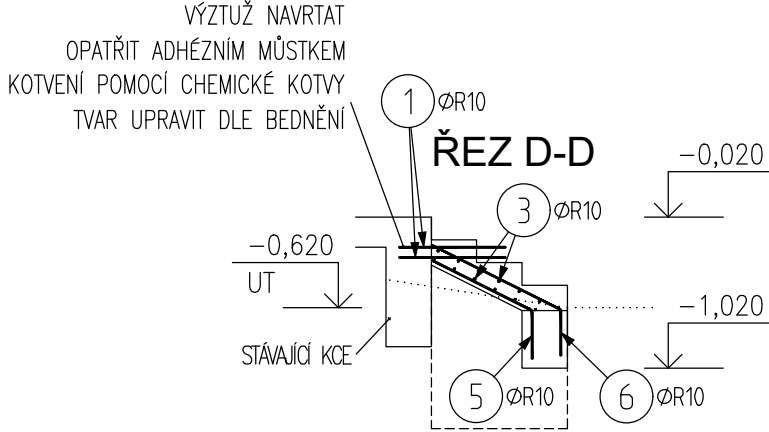 VÝZTUŽ NAVRTAT
OPATŘIT ADHÉZNÍM MŮSTKEM
KOTVENÍ POMOCÍ CHEMICKÉ KOTVY
TVAR UPRAVIT DLE BEDNĚNÍ
1 ØR10
ŘEZ D-D
-0,020
3 ØR10
-0,620
UT
-1,020
STÁVAJÍCÍ KCE
5 ØR10
6 ØR10